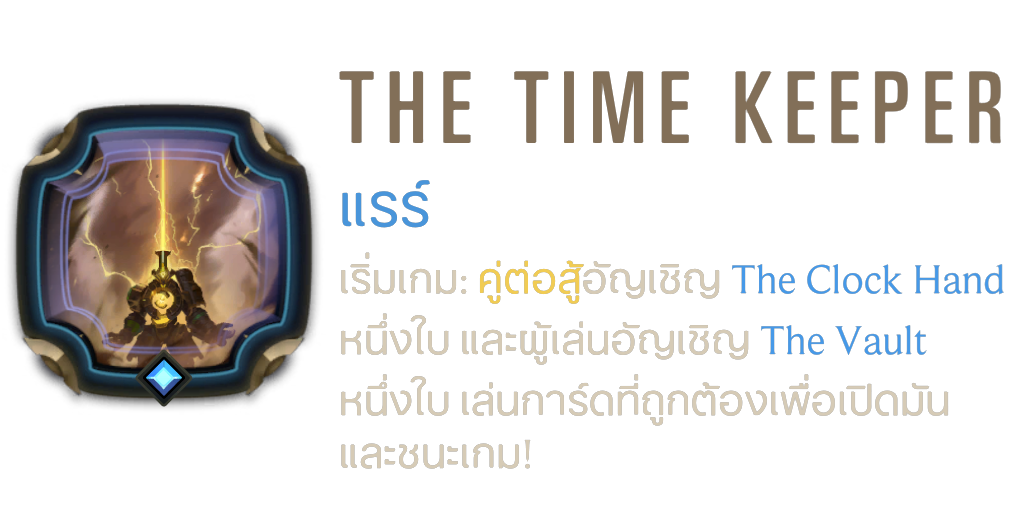 THE TIME KEEPER
แรร์
เริ่มเกม: คู่ต่อสู้อัญเชิญ The Clock Hand
หนึ่งใบ และผู้เล่นอัญเชิญ The Vault
หนึ่งใบ เล่นการ์ดที่ถูกต้องเพื่อเปิดมัน
และชนะเกม!